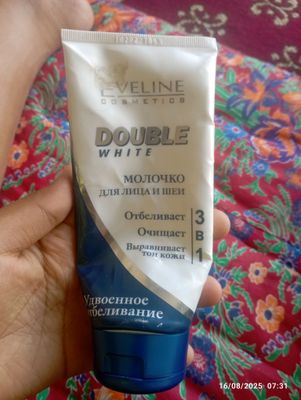 EVELINE
COSMETICS
DOUBLE
WHITE
МОЛОЧКО
ДЛЯ ЛИЦА И ШЕИ
Отбеливает
Очищает
Выравнивает
тон кожи
3
В
1
Удвоенное
отбеливание
16/08/2025 07:31